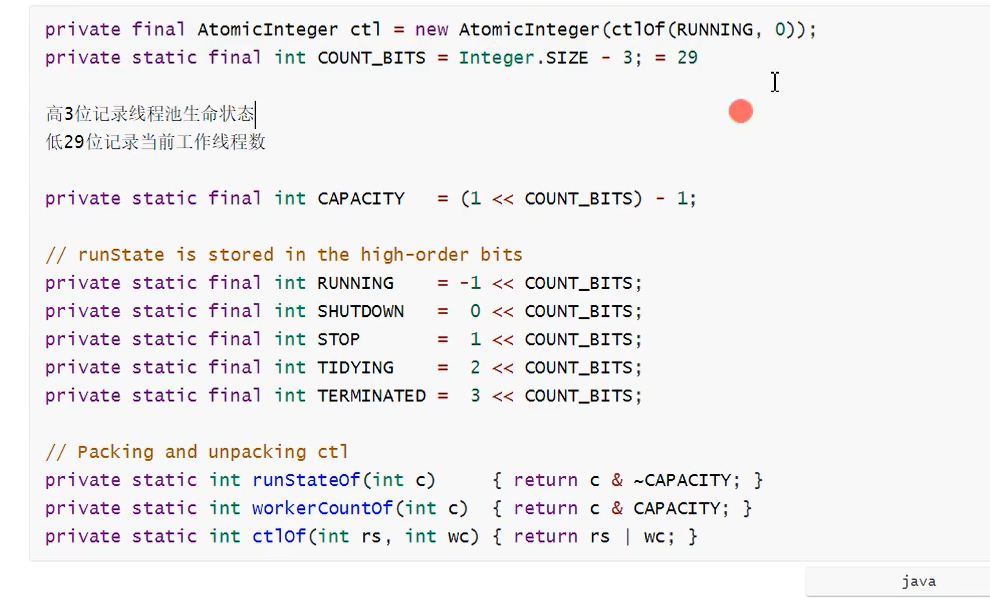 private final AtomicInteger ctl = new AtomicInteger(ctlOf(RUNNING, 0));
private static final int COUNT_BITS = Integer.SIZE - 3; = 29
高3位记录线程池生命状态
低29位记录当前工作线程数
private static final int CAPACITY   = (1 << COUNT_BITS) - 1;
// runState is stored in the high-order bits
private static final int RUNNING    = -1 << COUNT_BITS;
private static final int SHUTDOWN   =  0 << COUNT_BITS;
private static final int STOP       =  1 << COUNT_BITS;
private static final int TIDYING    =  2 << COUNT_BITS;
private static final int TERMINATED =  3 << COUNT_BITS;
// Packing and unpacking ctl
private static int runStateOf(int c)     { return c & ~CAPACITY; }
private static int workerCountOf(int c)  { return c & CAPACITY; }
private static int ctlOf(int rs, int wc) { return rs | wc; }
java